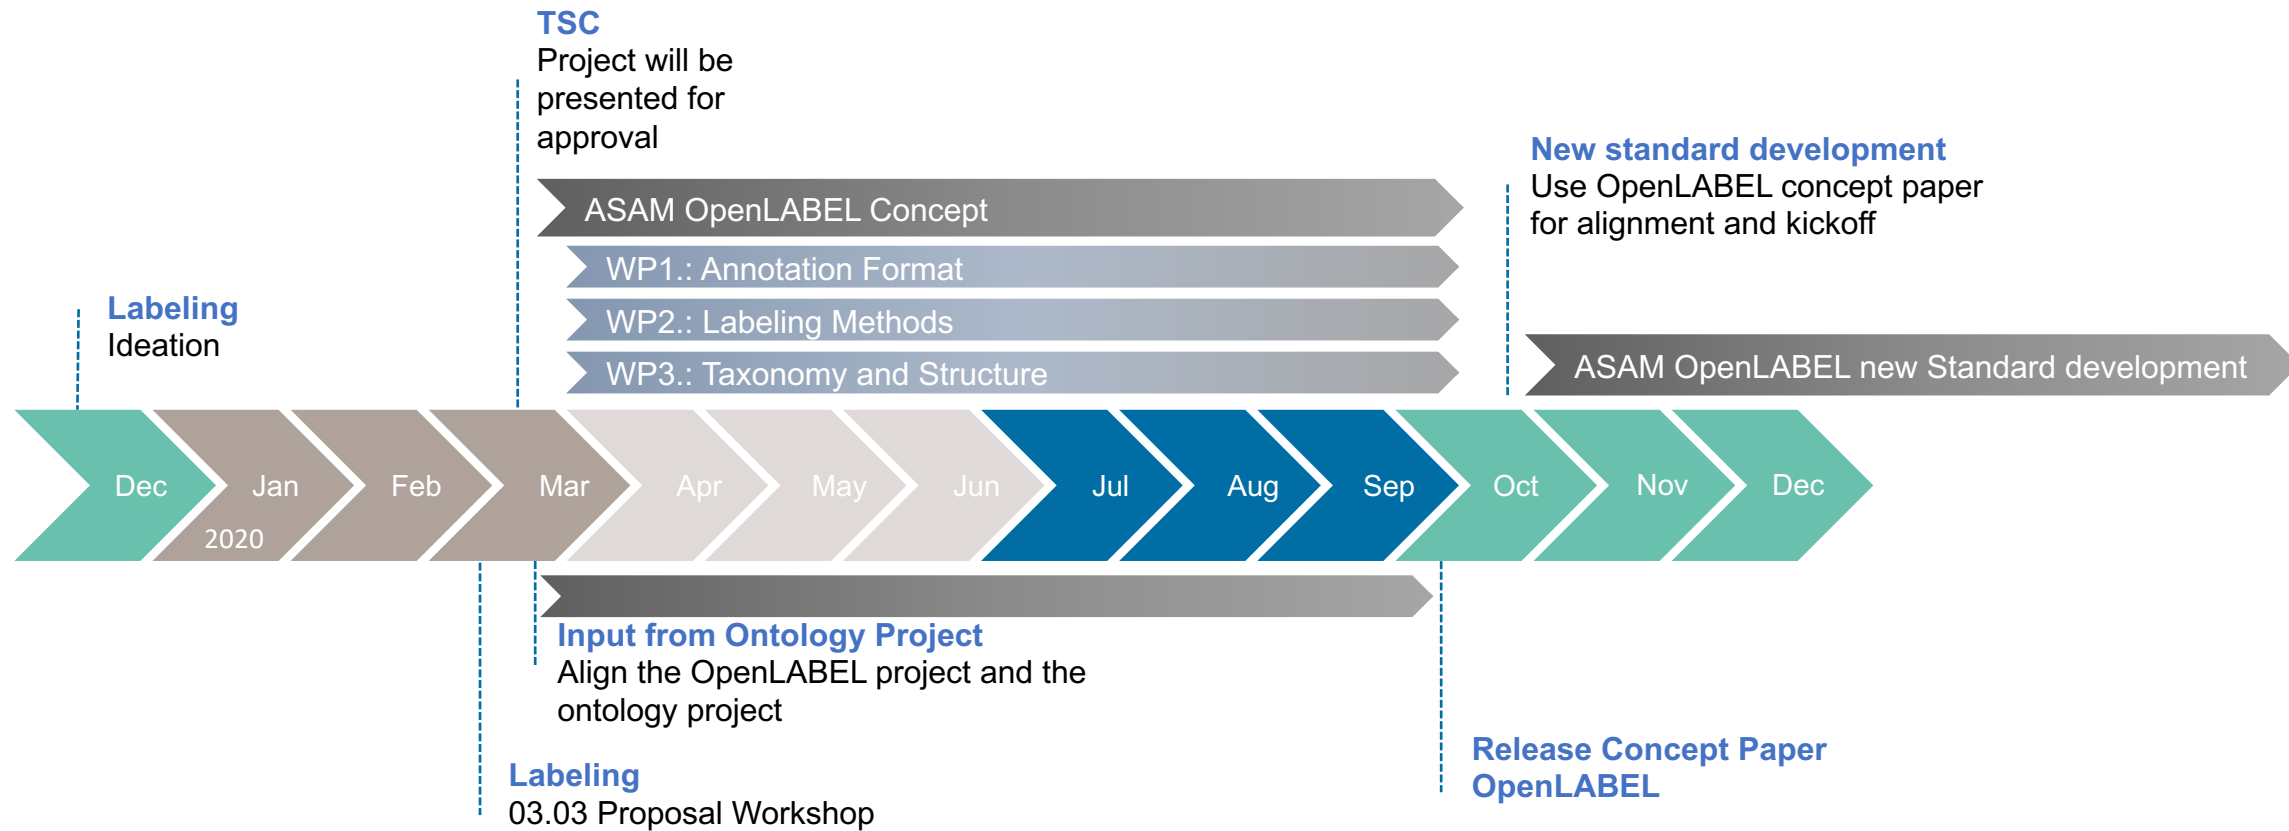 TSC
Project will be
presented for
approval
New standard development
Use OpenLABEL concept paper
for alignment and kickoff
ASAM OpenLABEL Concept
WP1.: Annotation Format
WP2.: Labeling Methods
WP3.: Taxonomy and Structure
Labeling
Ideation
ASAM OpenLABEL new Standard development
Dec
Jan
Feb
Mar
Apr
May
Jun
Jul
Aug
Sep
Oct
Nov
Dec
2020
Input from Ontology Project
Align the OpenLABEL project and the
ontology project
Labeling
03.03 Proposal Workshop
Release Concept Paper
OpenLABEL